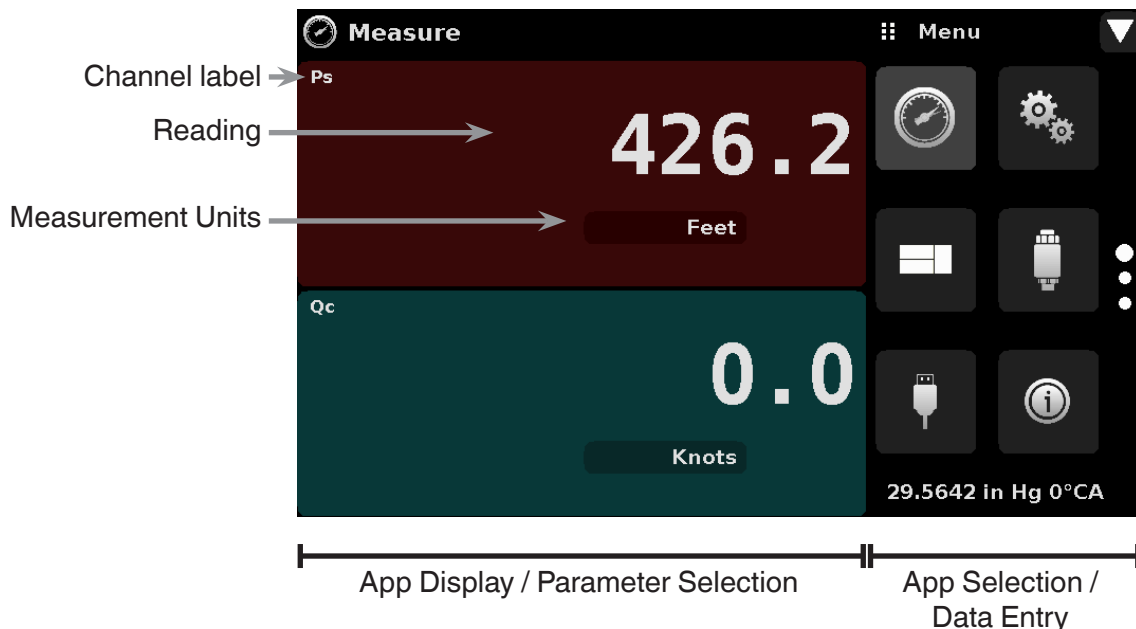 Measure
Menu
Channel label
Ps
Reading
426.2
Measurement Units
Feet
Qc
0.0
Knots
29.5642 in Hg 0°CA
App Display / Parameter Selection
App Selection /
Data Entry